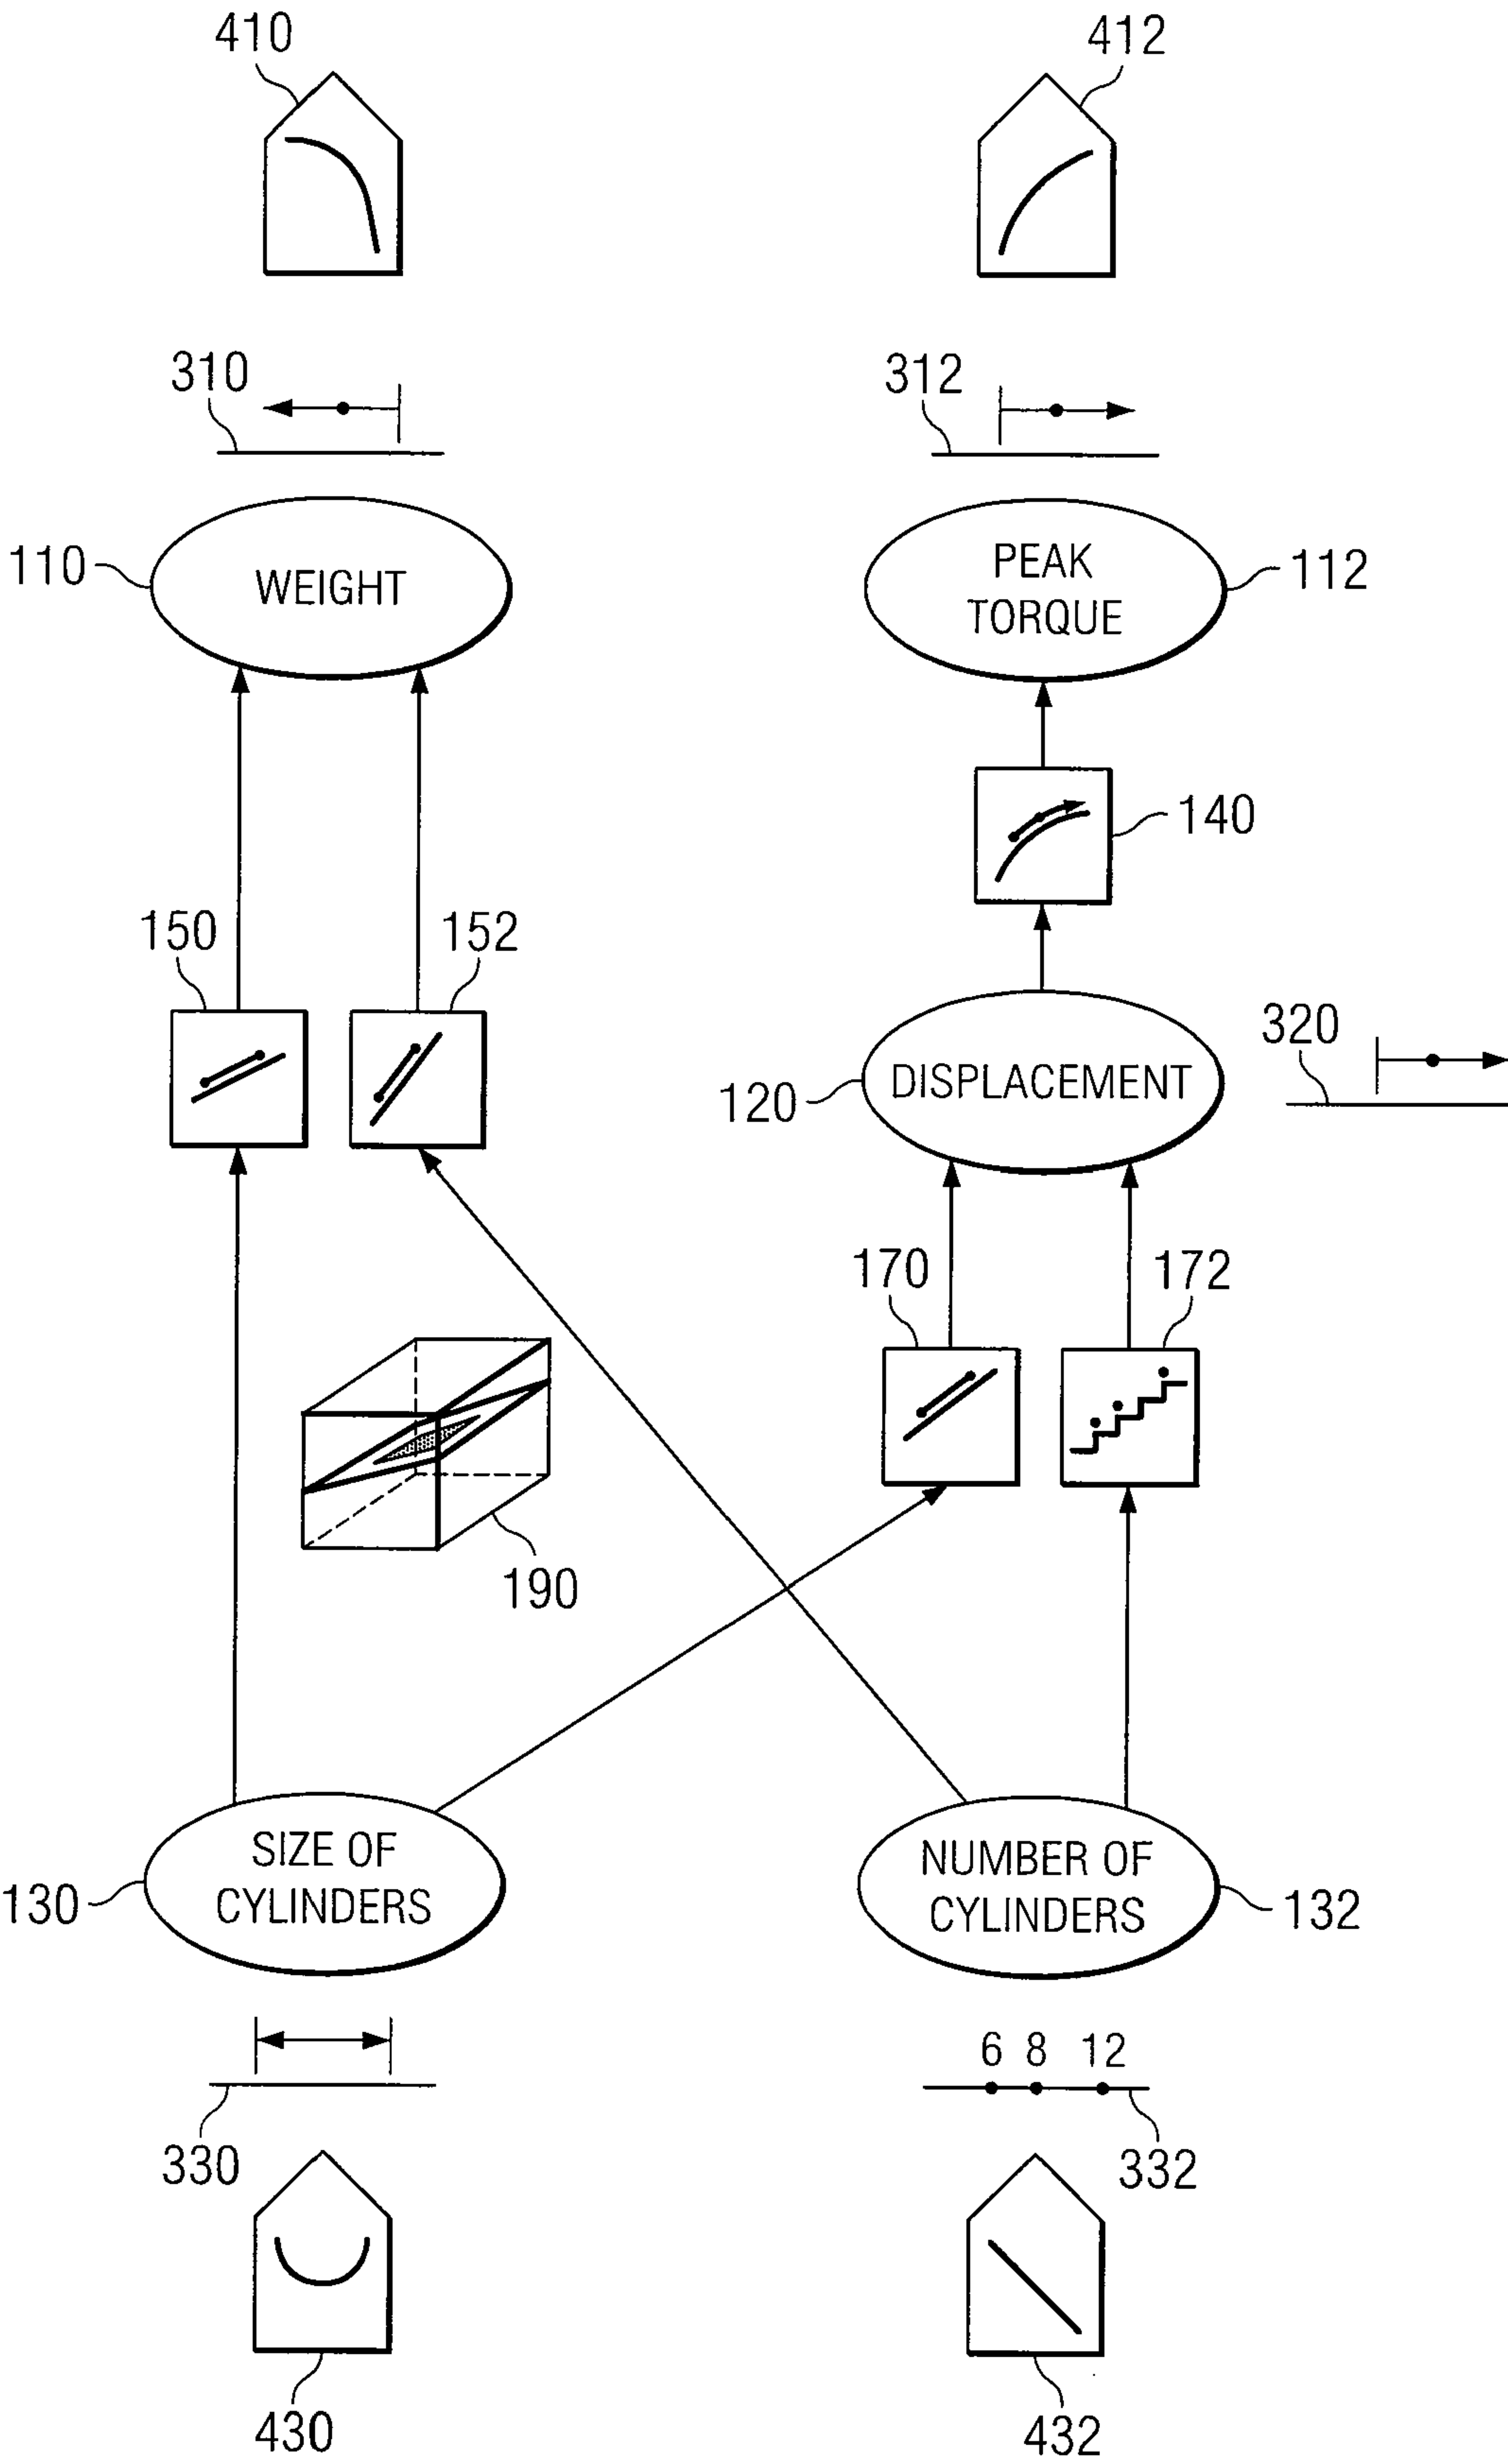 410
412
310
312
110
WEIGHT
PEAK
TORQUE
112
140
150
152
320
120
DISPLACEMENT
170
172
190
SIZE OF
CYLINDERS
130
NUMBER OF
CYLINDERS
132
6 8 12
330
332
430
432